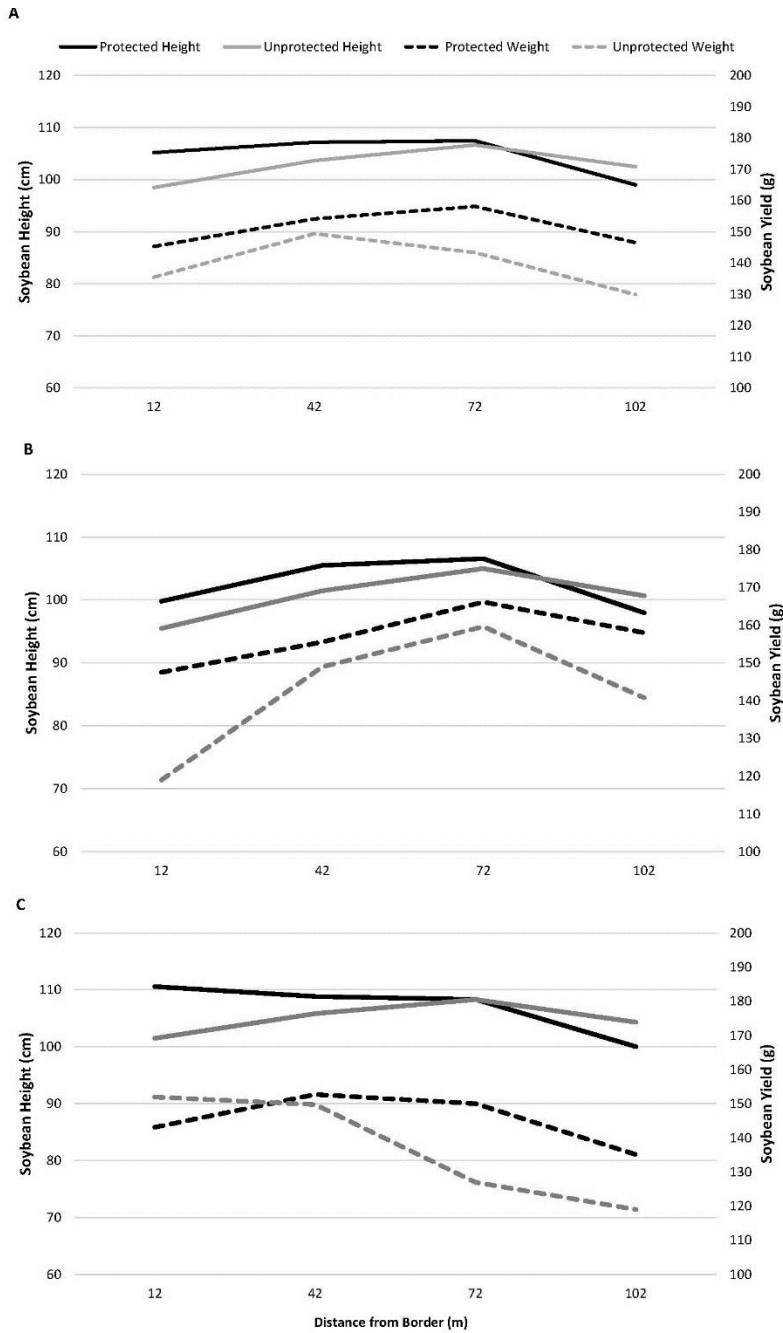 A
Protected Height Unprotected Height Protected Weight Unprotected Weight
120 200
190
110 180
170
100 160
90 150
140
80 130
120
70 110
60 100
Soybean Height (cm)
Soybean Yield (g)
12 42 72 102
B
120 200
190
110 180
170
100 160
90 150
140
80 130
120
70 110
60 100
Soybean Height (cm)
Soybean Yield (g)
12 42 72 102
C
120 200
190
110 180
170
100 160
90 150
140
80 130
120
70 110
60 100
Soybean Height (cm)
Soybean Yield (g)
12 42 72 102
Distance from Border (m)